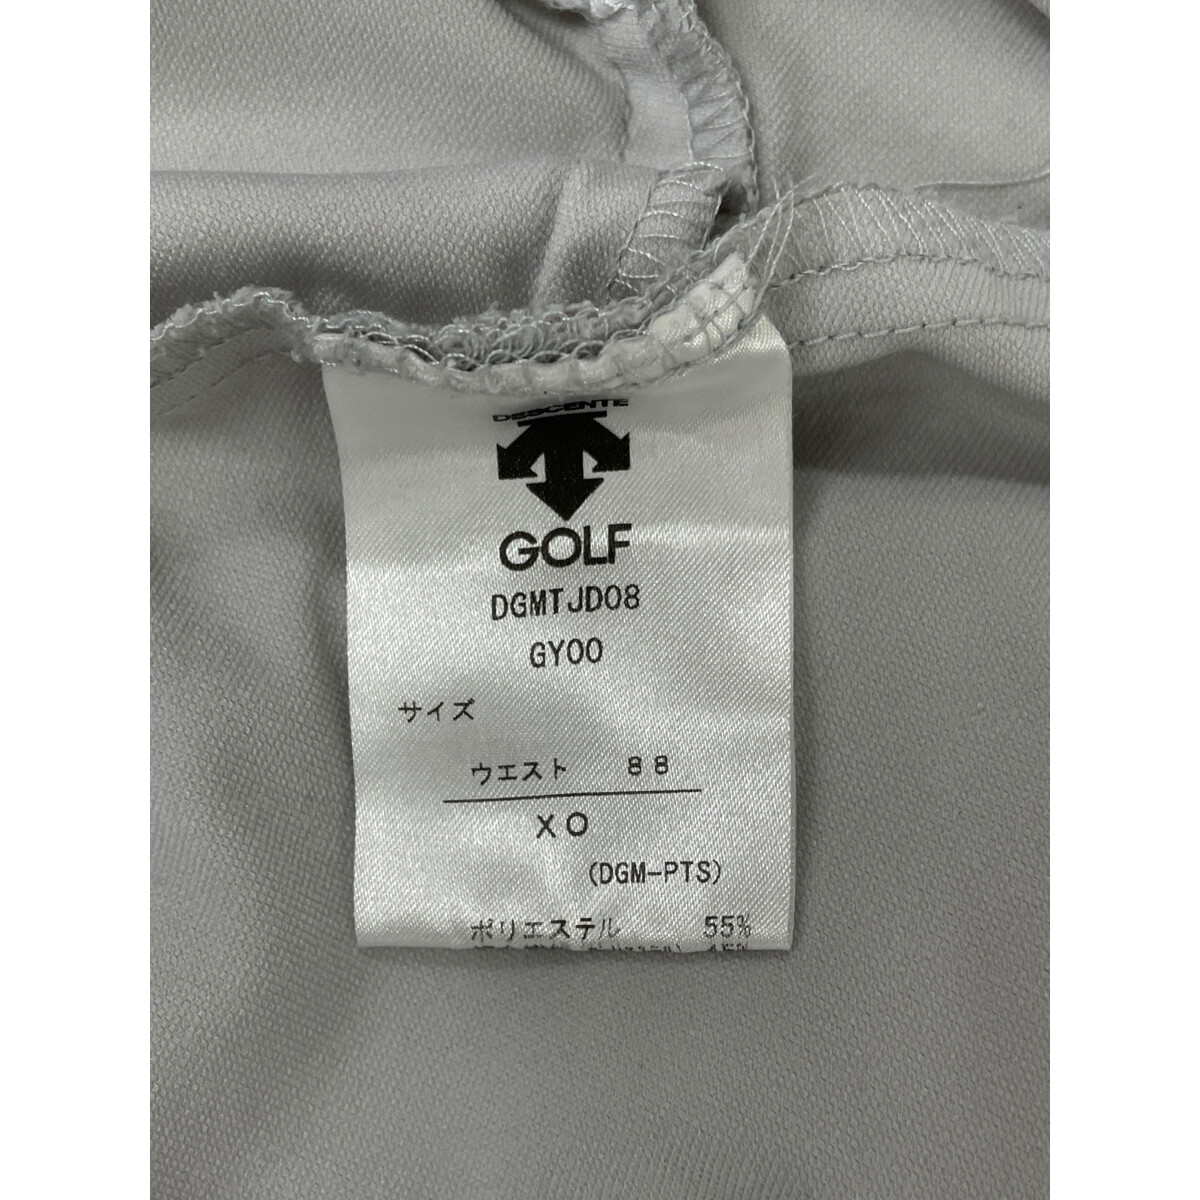 DESCENTE
GOLF
DGMTJD08
GY00
サイズ
ウエスト 88
XO
(DGM-PTS)
ポリエステル 55%